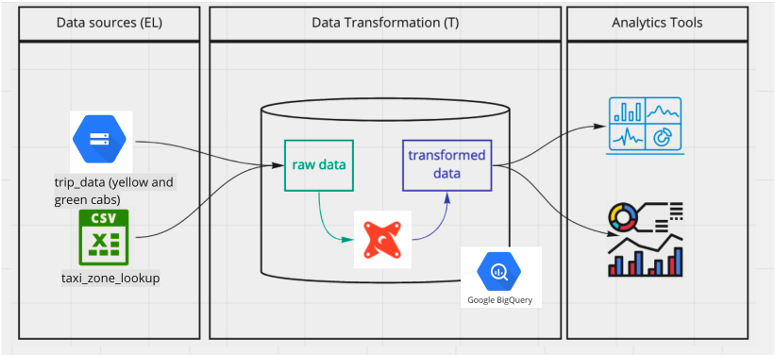 Data sources (EL)
Data Transformation (T)
Analytics Tools
trip_data (yellow and
green cabs)
CSV
X
taxi_zone_lookup
raw data
transformed
data
Google BigQuery